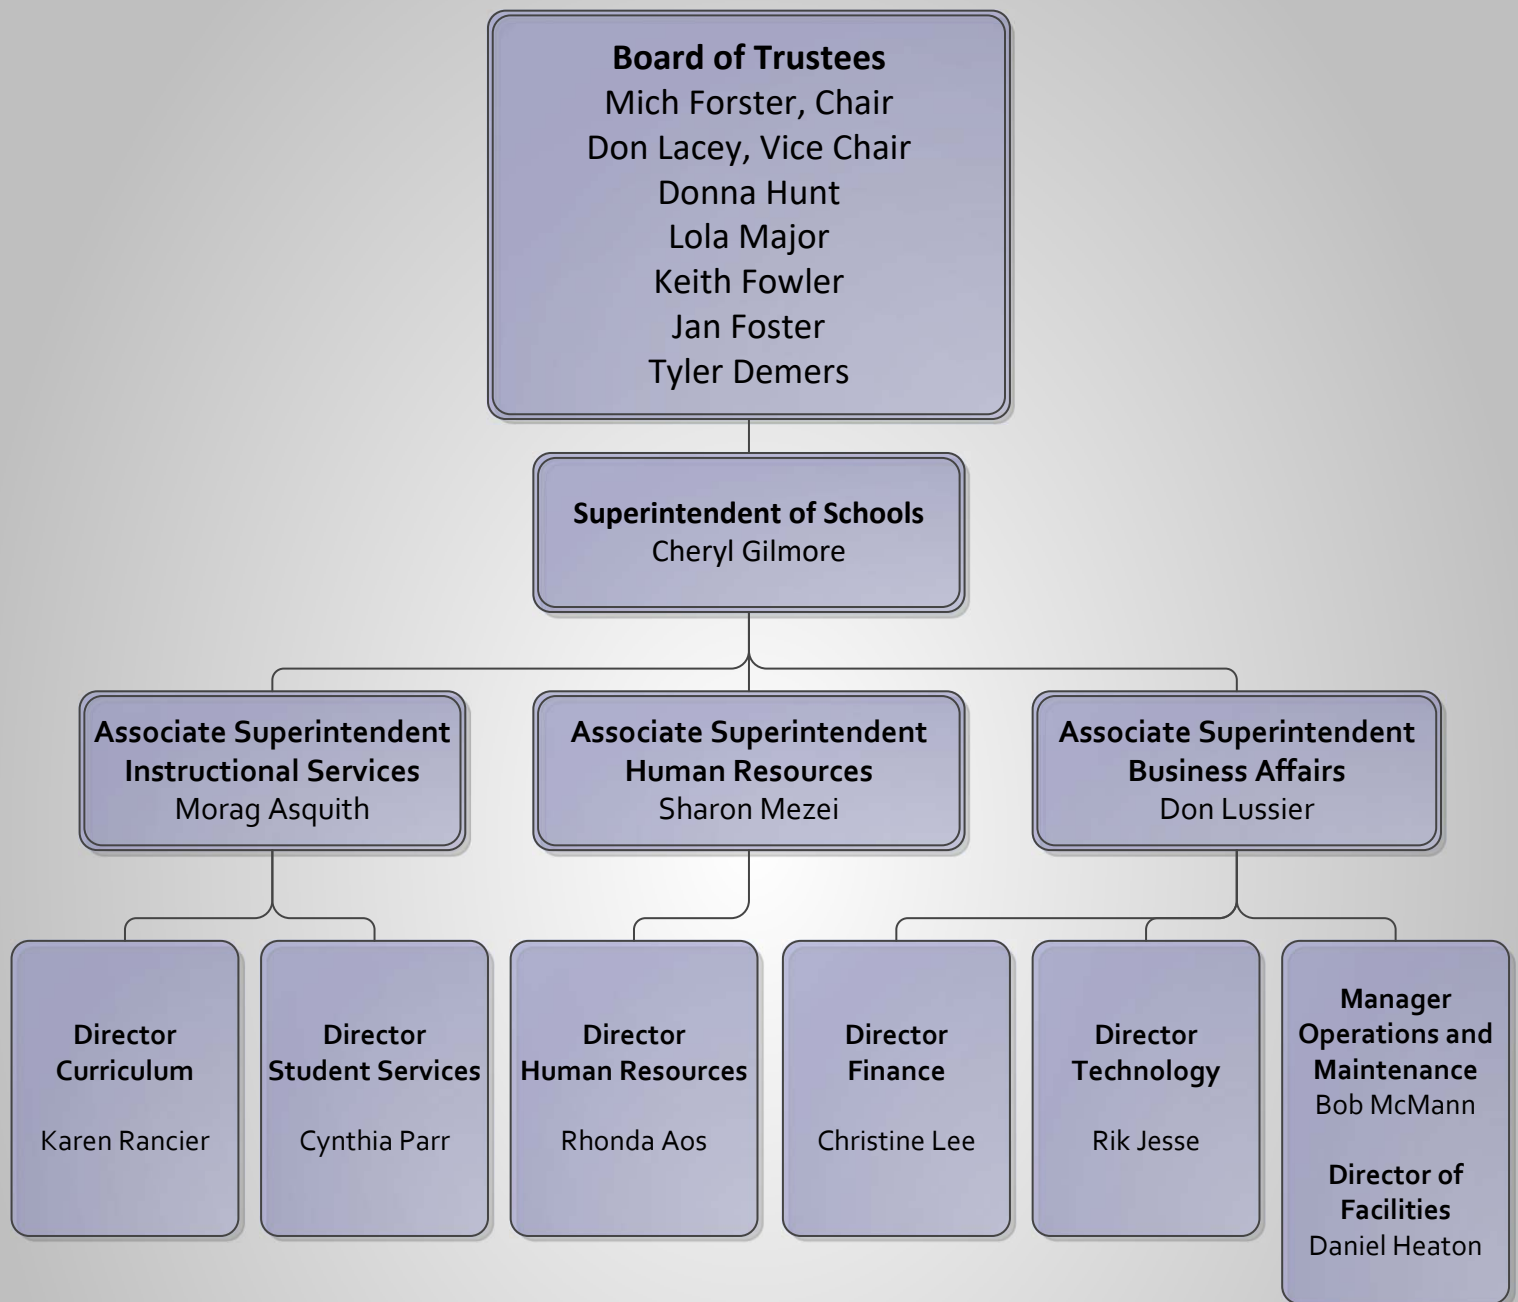 Board of Trustees
Mich Forster, Chair
Don Lacey, Vice Chair
Donna Hunt
Lola Major
Keith Fowler
Jan Foster
Tyler Demers
Superintendent of Schools
Cheryl Gilmore
Associate Superintendent
Instructional Services
Morag Asquith
Associate Superintendent
Human Resources
Sharon Mezei
Associate Superintendent
Business Affairs
Don Lussier
Director
Curriculum
Karen Rancier
Director
Student Services
Cynthia Parr
Director
Human Resources
Rhonda Aos
Director
Finance
Christine Lee
Director
Technology
Rik Jesse
Manager
Operations and
Maintenance
Bob McMann
Director of
Facilities
Daniel Heaton